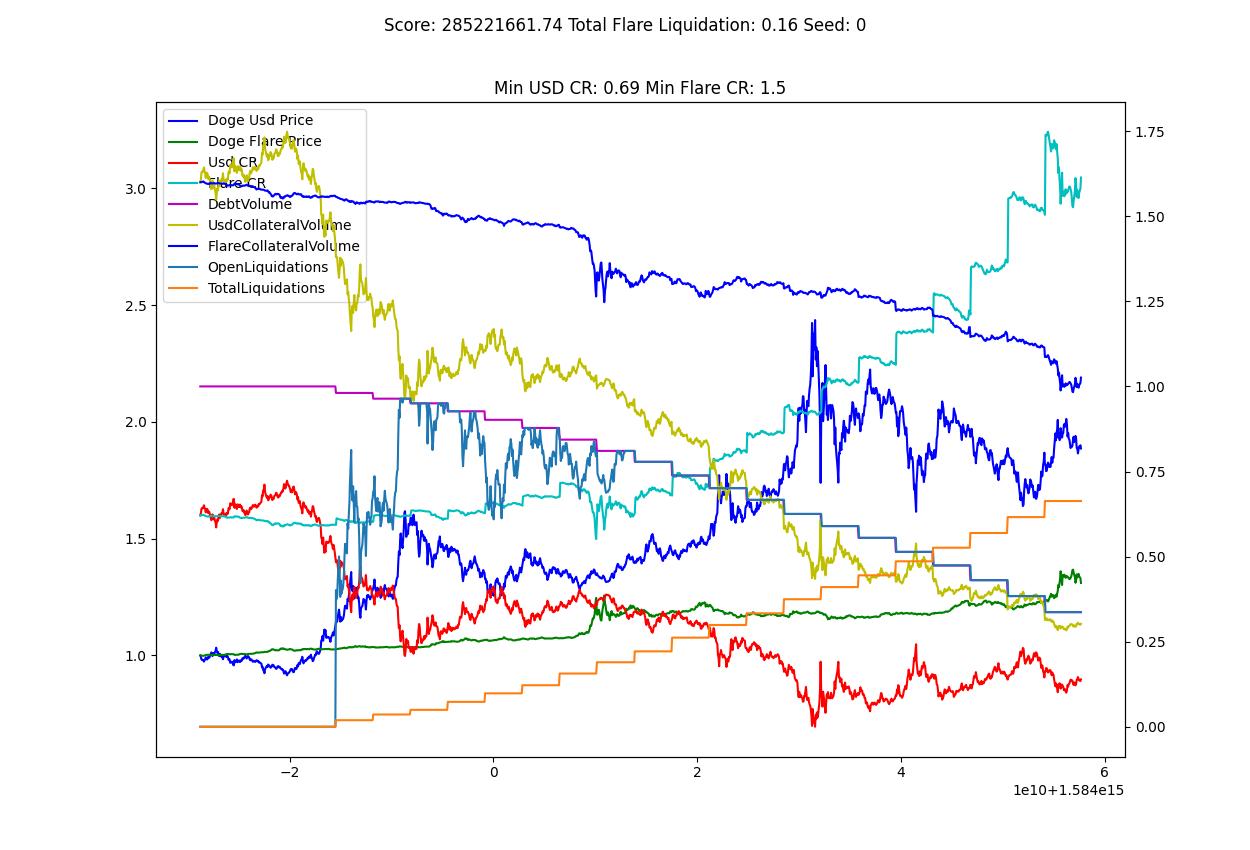 Score: 285221661.74 Total Flare Liquidation: 0.16 Seed: 0
Min USD CR: 0.69 Min Flare CR: 1.5
Doge Usd Price
Doge Flare Price
Usd CR
Flare CR
DebtVolume
UsdCollateralVolume
FlareCollateralVolume
OpenLiquidations
TotalLiquidations
3.0
2.5
2.0
1.5
1.0
1.75
1.50
1.25
1.00
0.75
0.50
0.25
0.00
−2
0
2
4
6
1e10+1.584e15